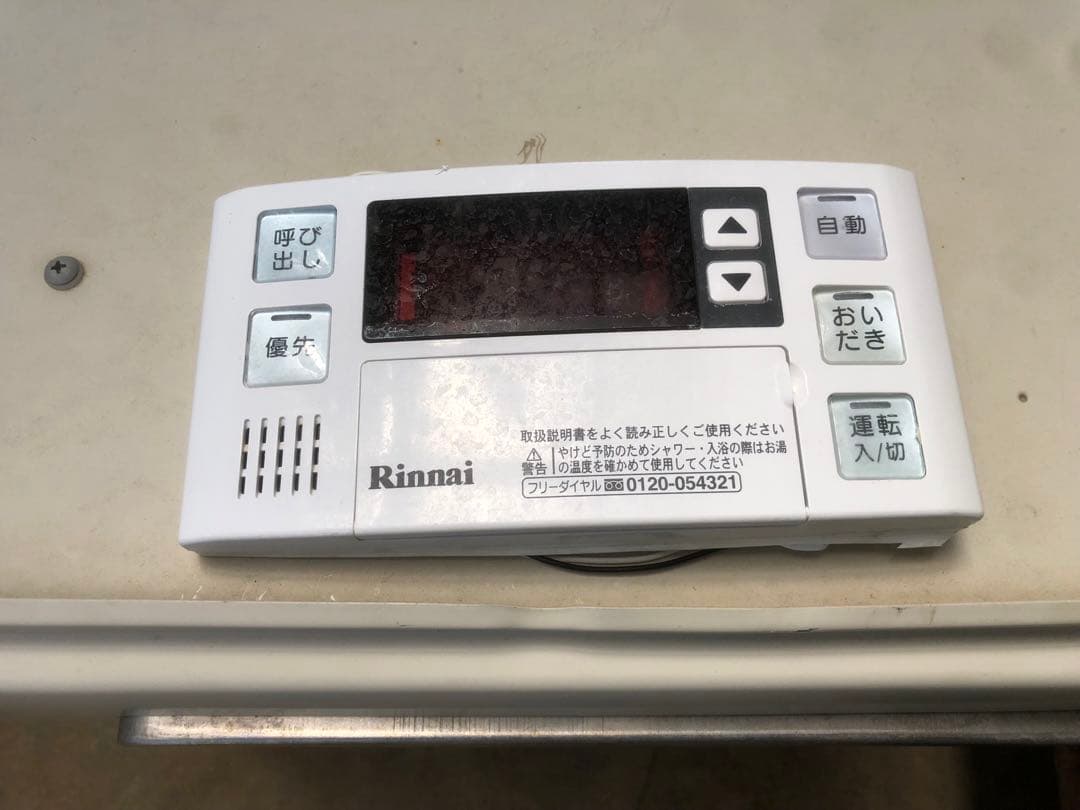 呼び
出し
優先
▲
▼
自動
おい
だき
運転
入/切
取扱説明書をよく読み正しくご使用ください
⚠警告 やけど予防のためシャワー・入浴の際はお湯
の温度を確かめて使用してください
Rinnai
フリーダイヤル 0120-054321